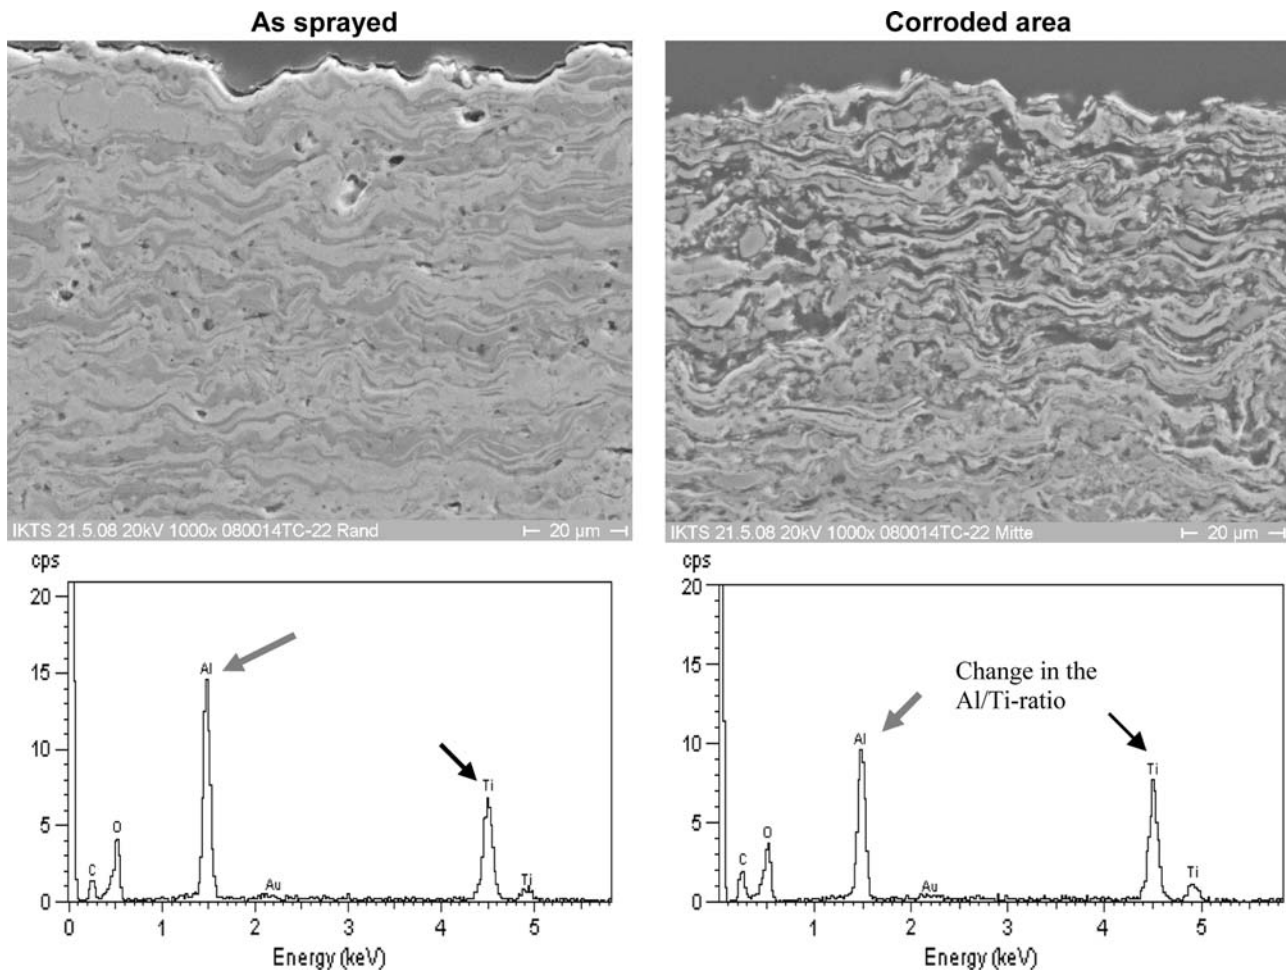 As sprayed
Corroded area
IKTS 21.5.08 20kV 1000x 080014TC-22 Rand
20 µm
IKTS 21.5.08 20kV 1000x 080014TC-22 Mitte
20 µm
cps
20
15
10
5
0
C
O
Al
Au
Ti
Ti
0
1
2
3
4
5
Energy (keV)
cps
20
15
10
5
0
C
O
Al
Au
Ti
Ti
Change in the
Al/Ti-ratio
1
2
3
4
5
Energy (keV)